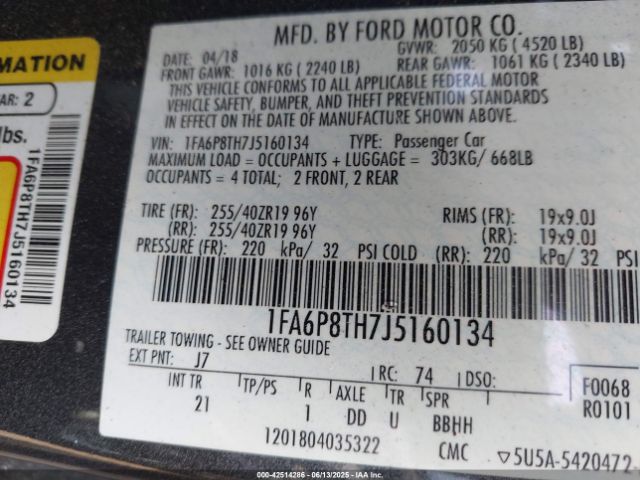 MFD. BY FORD MOTOR CO.
DATE: 04/18
GVWR: 2050 KG ( 4520 LB)
FRONT GAWR: 1016 KG ( 2240 LB)
REAR GAWR: 1061 KG ( 2340 LB)
THIS VEHICLE CONFORMS TO ALL APPLICABLE FEDERAL MOTOR
VEHICLE SAFETY, BUMPER, AND THEFT PREVENTION STANDARDS
IN EFFECT ON THE DATE OF MANUFACTURE SHOWN ABOVE.
VIN: 1FA6P8TH7J5160134 TYPE: Passenger Car
MAXIMUM LOAD = OCCUPANTS + LUGGAGE = 303KG/ 668LB
OCCUPANTS = 4 TOTAL; 2 FRONT, 2 REAR
TIRE (FR): 255/40ZR19 96Y RIMS (FR): 19x9.0J
(RR): 255/40ZR19 96Y (RR): 19x9.0J
PRESSURE (FR): 220 kPa/ 32 PSI COLD (RR): 220 kPa/ 32 PSI
1FA6P8TH7J5160134
TRAILER TOWING - SEE OWNER GUIDE
EXT PNT: J7 RC: 74 DSO:
INT TR TP/PS R AXLE TR SPR
21 1 DD U BBHH
F0068
R0101
1201804035322 CMC ▽5U5A-5420472-
RMATION
AR: 2
lbs.
1FA6P8TH7J5160134
000-42514286 - 06/13/2025 - IAAI.COM